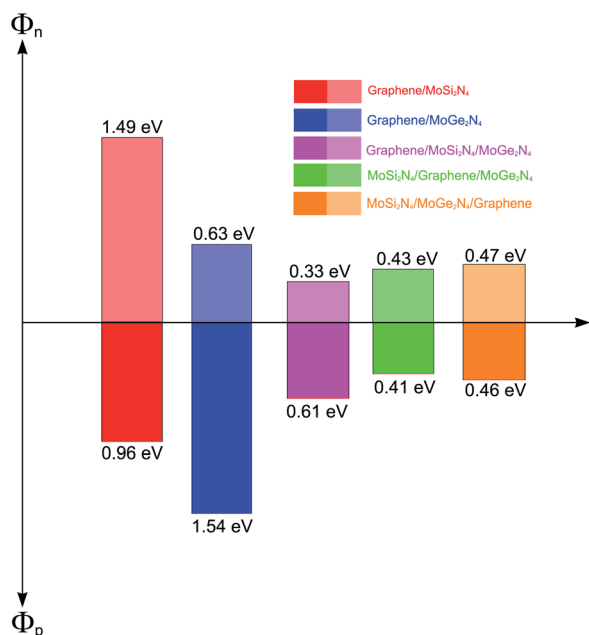 Φn
Graphene/MoSi₂N₄
Graphene/MoGe₂N₄
Graphene/MoSi₂N₄/MoGe₂N₄
MoSi₂N₄/Graphene/MoGe₂N₄
MoSi₂N₄/MoGe₂N₄/Graphene
1.49 eV
0.63 eV
0.33 eV
0.43 eV
0.47 eV
0.96 eV
1.54 eV
0.61 eV
0.41 eV
0.46 eV
Φp